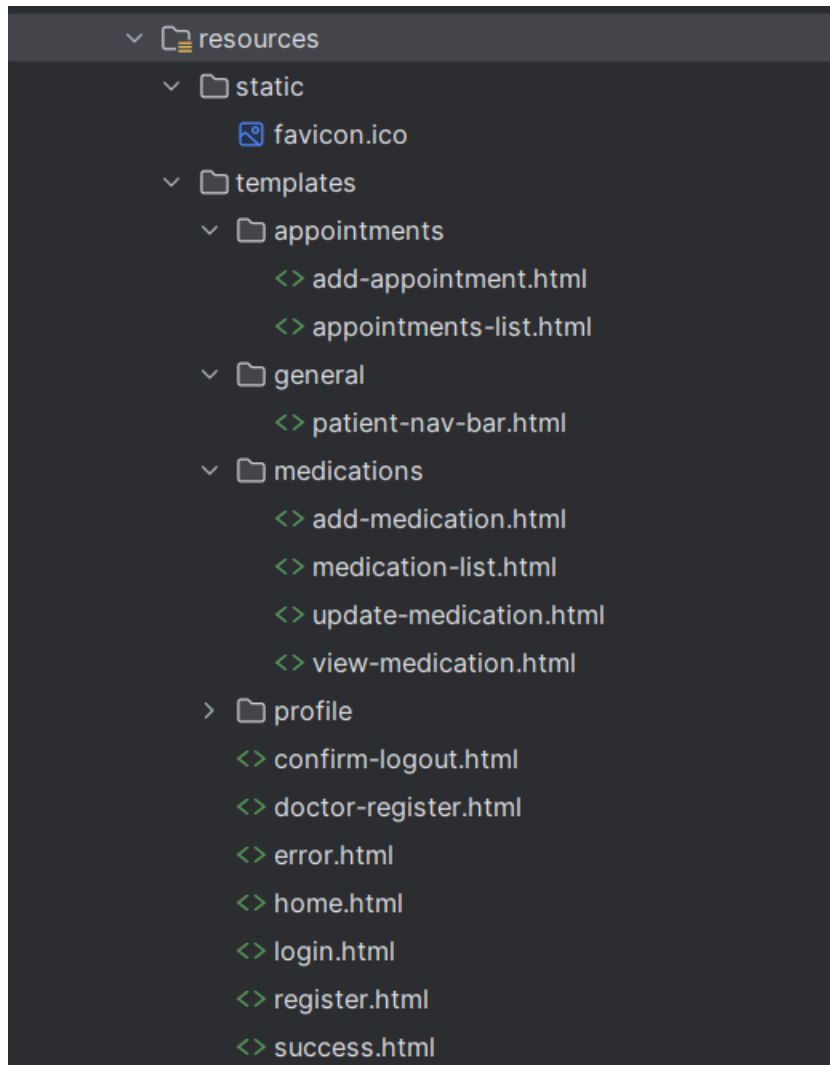 resources
static
favicon.ico
templates
appointments
add-appointment.html
appointments-list.html
general
patient-nav-bar.html
medications
add-medication.html
medication-list.html
update-medication.html
view-medication.html
profile
confirm-logout.html
doctor-register.html
error.html
home.html
login.html
register.html
success.html